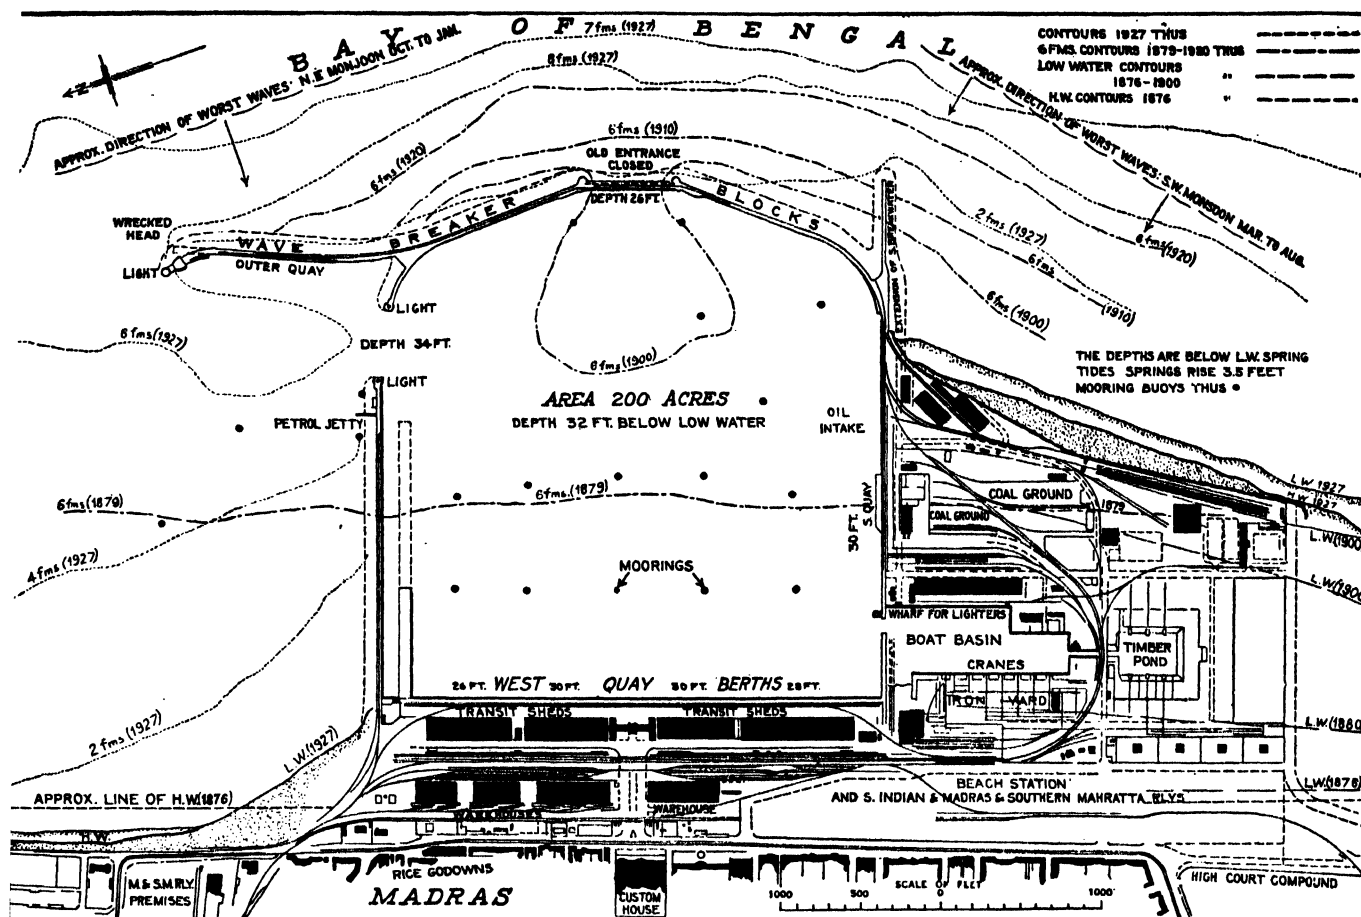 BAY OF BENGAL
7 fms (1927)
8 fms (1927)
CONTOURS 1927 THUS
6 FMS. CONTOURS 1879-1920 THUS
LOW WATER CONTOURS
1876-1900 "
H.W. CONTOURS 1876 "
N
APPROX. DIRECTION OF WORST WAVES. N.E MONJOON OCT. TO JAN.
APPROX. DIRECTION OF WORST WAVES. S.W. MONSOON MAR. TO AUG.
6 fms (1920)
6 fms (1910)
OLD ENTRANCE
CLOSED
DEPTH 26 FT.
WAVE BREAKER BLOCKS
WRECKED
HEAD
LIGHT
OUTER QUAY
LIGHT
EXTENSION OF S. BREAKWATER
2 fms (1927)
6 fms (1920)
6 fms
(1910)
6 fms (1900)
6 fms (1927)
DEPTH 34 FT.
6 fms (1900)
THE DEPTHS ARE BELOW L.W. SPRING
TIDES SPRINGS RISE 3.5 FEET
MOORING BUOYS THUS
LIGHT
PETROL JETTY
AREA 200 ACRES
DEPTH 32 FT. BELOW LOW WATER
OIL
INTAKE
6 fms (1879)
6 fms. (1879)
30 FT.
S. QUAY
COAL GROUND
COAL GROUND
1879
L.W. 1927
H.W. 1927
L.W. (1900
L.W. (1900
4 fms (1927)
MOORINGS
WHARF FOR LIGHTERS
BOAT BASIN
CRANES
TIMBER
POND
IRON YARD
26 FT. WEST 30 FT. QUAY 30 FT. BERTHS 28 FT.
TRANSIT SHEDS
TRANSIT SHEDS
2 fms (1927)
L.W. (1927)
L.W. (1880
L.W. (1876)
APPROX. LINE OF H.W. (1876)
H.W.
WAREHOUSES
WAREHOUSE
BEACH STATION
AND S. INDIAN & MADRAS & SOUTHERN MAHRATTA RLYS
M & S.M RLY.
PREMISES
RICE GODOWNS
MADRAS
CUSTOM
HOUSE
SCALE OF FEET
1000 500 0 1000
HIGH COURT COMPOUND